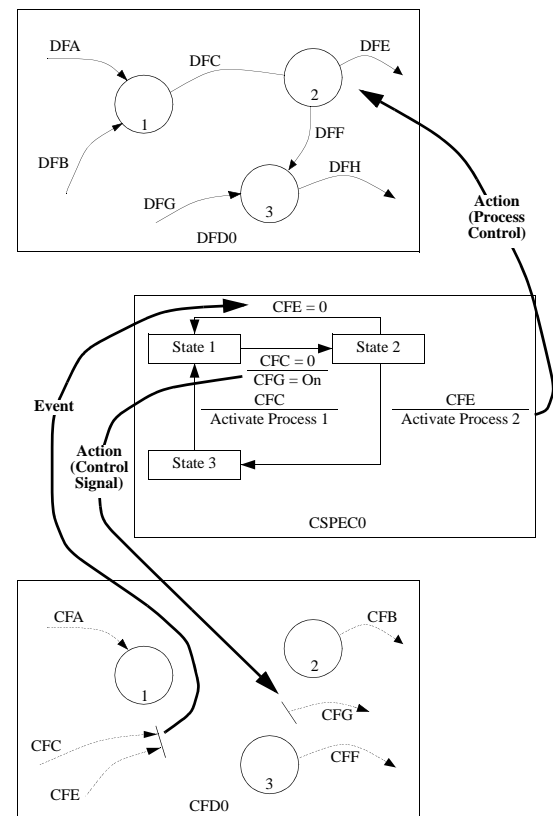 DFA
DFC
DFE
2
1
DFF
DFB
DFH
DFG
3
DFD0
Action
(Process
Control)
CFE = 0
State 1
State 2
CFC = 0
CFG = On
CFC
Activate Process 1
CFE
Activate Process 2
Event
Action
(Control
Signal)
State 3
CSPEC0
CFA
CFB
2
1
CFG
CFC
CFF
CFE
3
CFD0